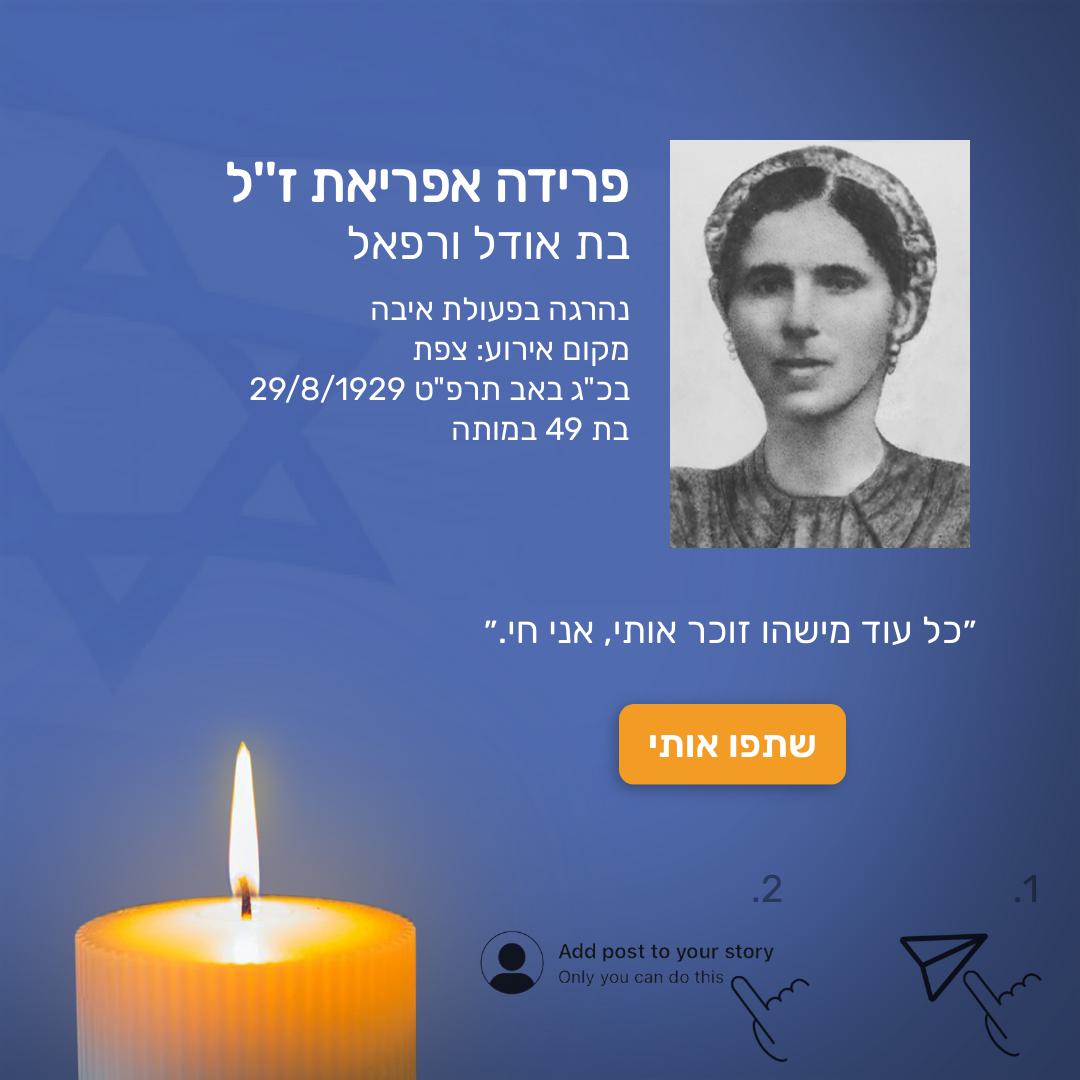 פרידה אפריאת ז"ל
בת אודל ורפאל
נהרגה בפעולת איבה
מקום אירוע: צפת
בכ"ג באב תרפ"ט 29/8/1929
בת 49 במותה
״כל עוד מישהו זוכר אותי, אני חי.״
שתפו אותי
1.
2.
Add post to your story
Only you can do this